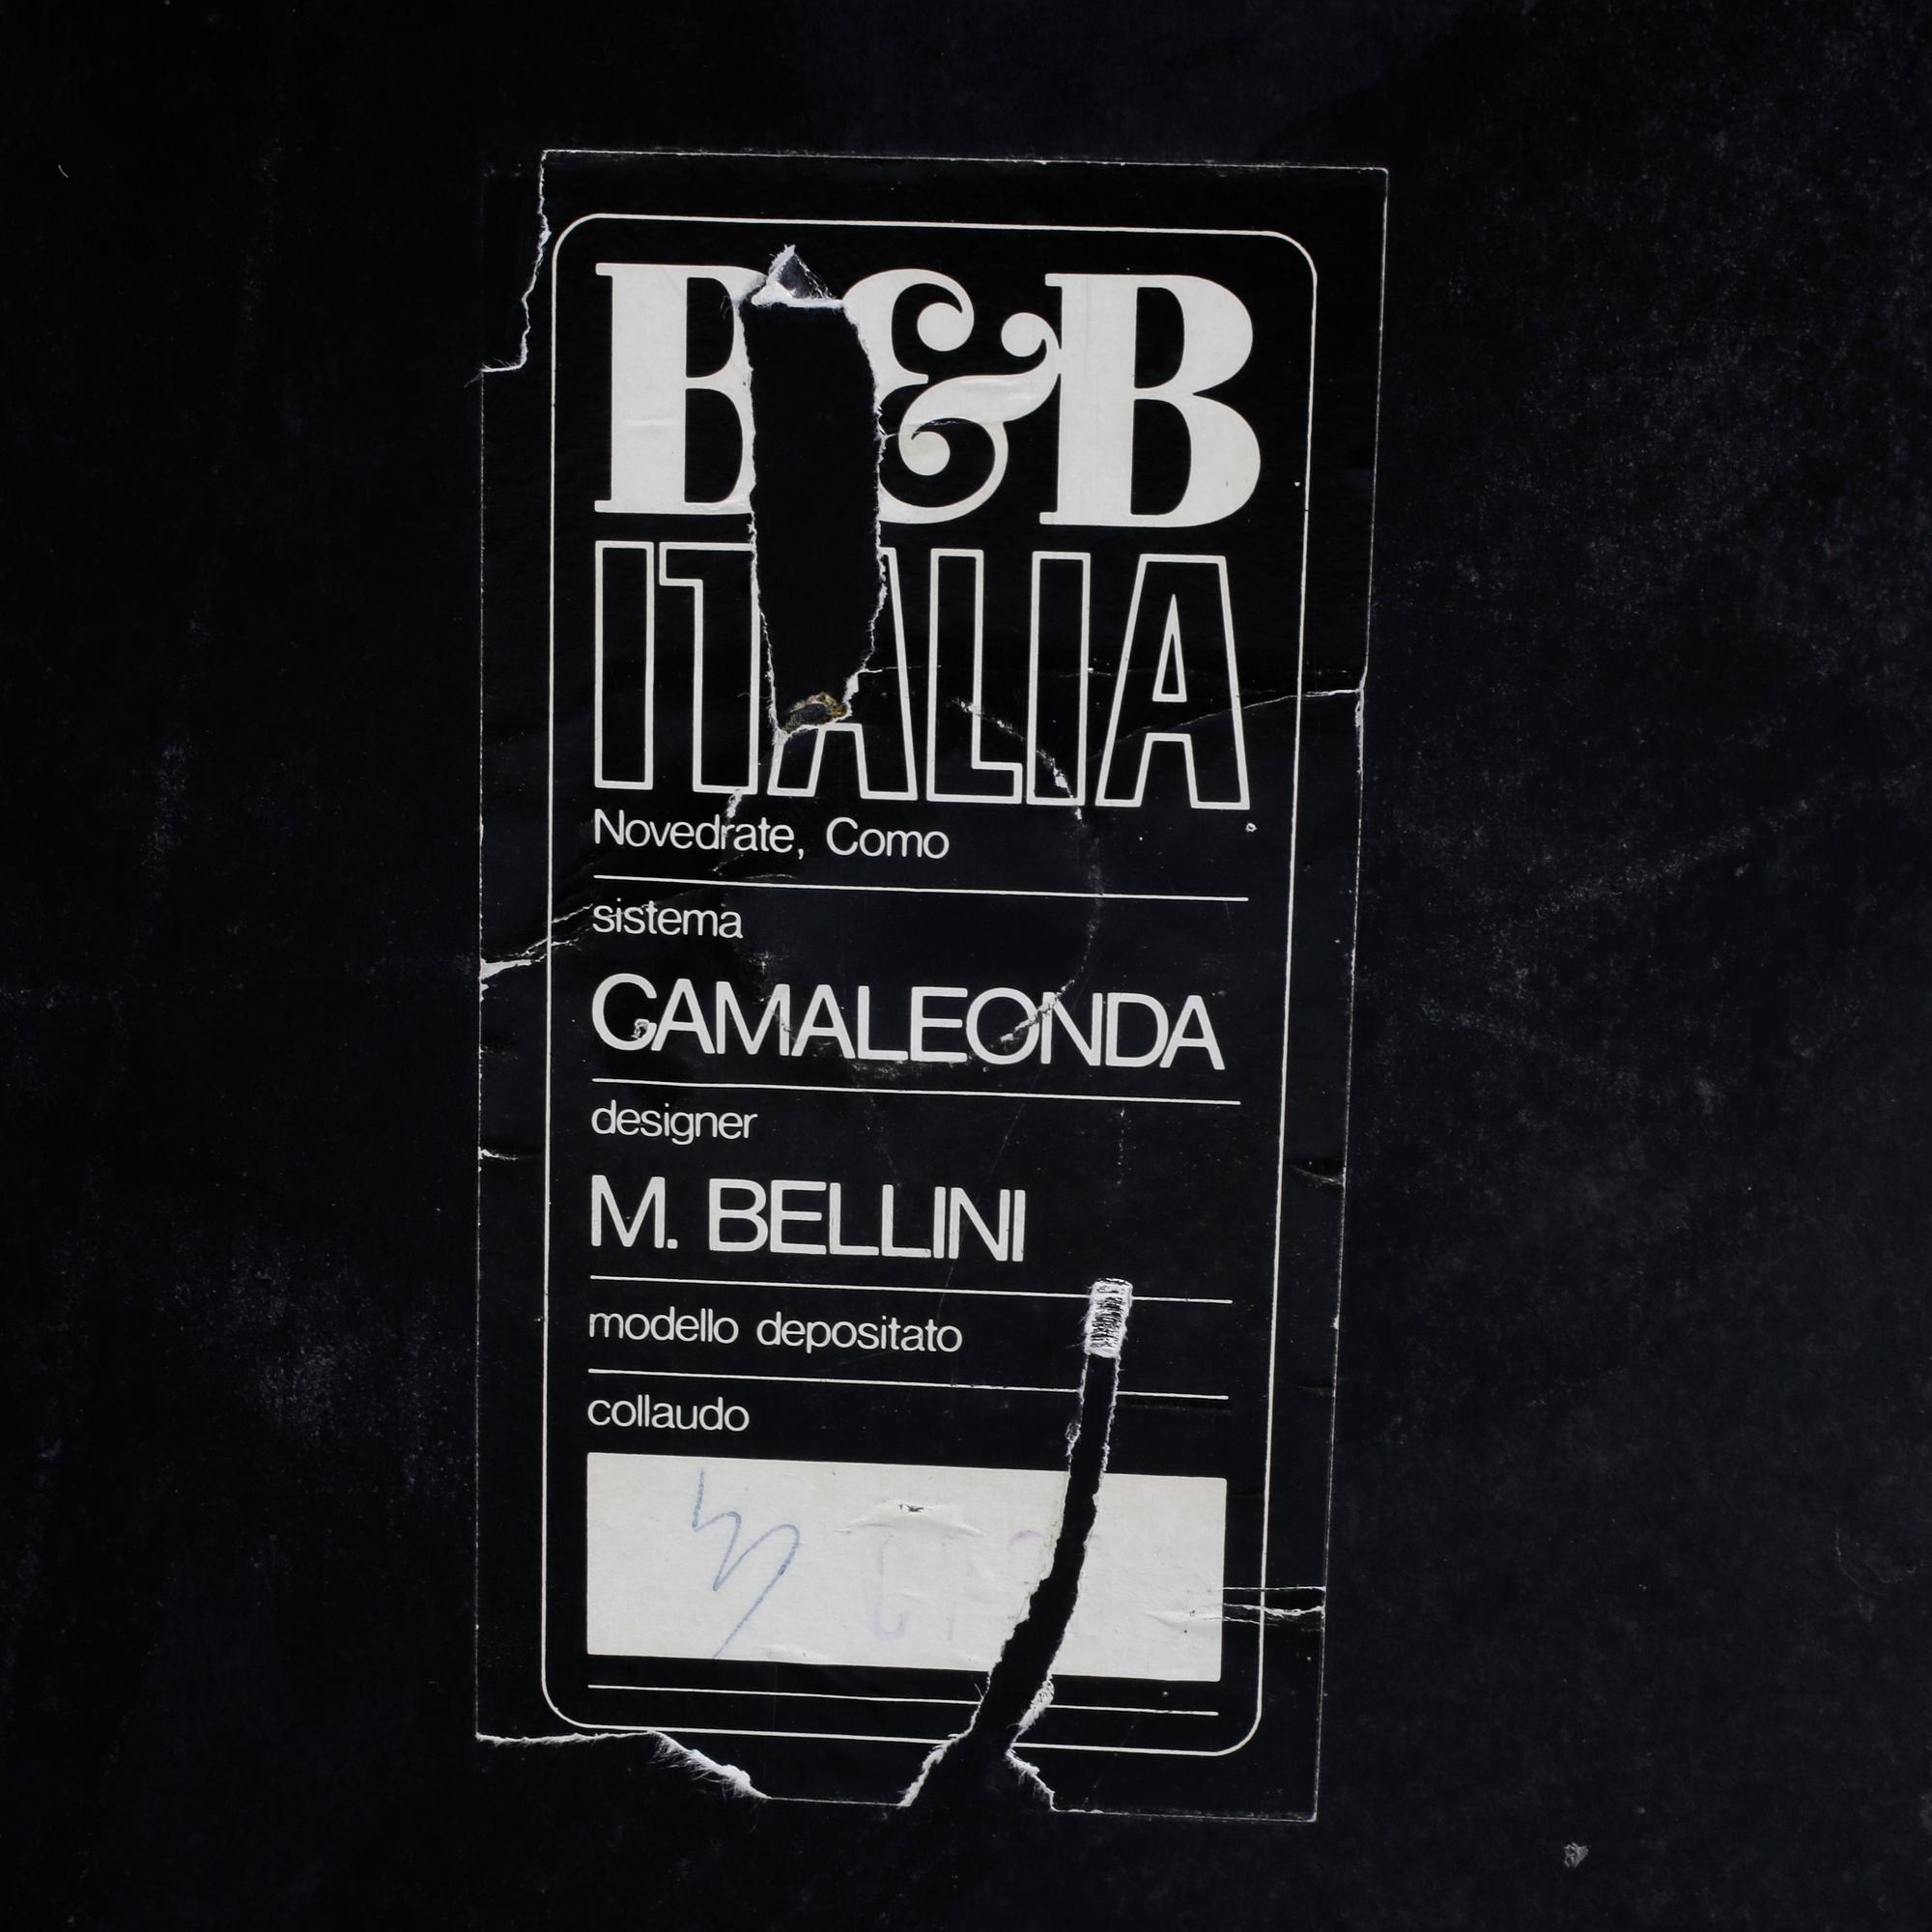 B&B
ITALIA
Novedrate, Como
sistema
CAMALEONDA
designer
M. BELLINI
modello depositato
collaudo